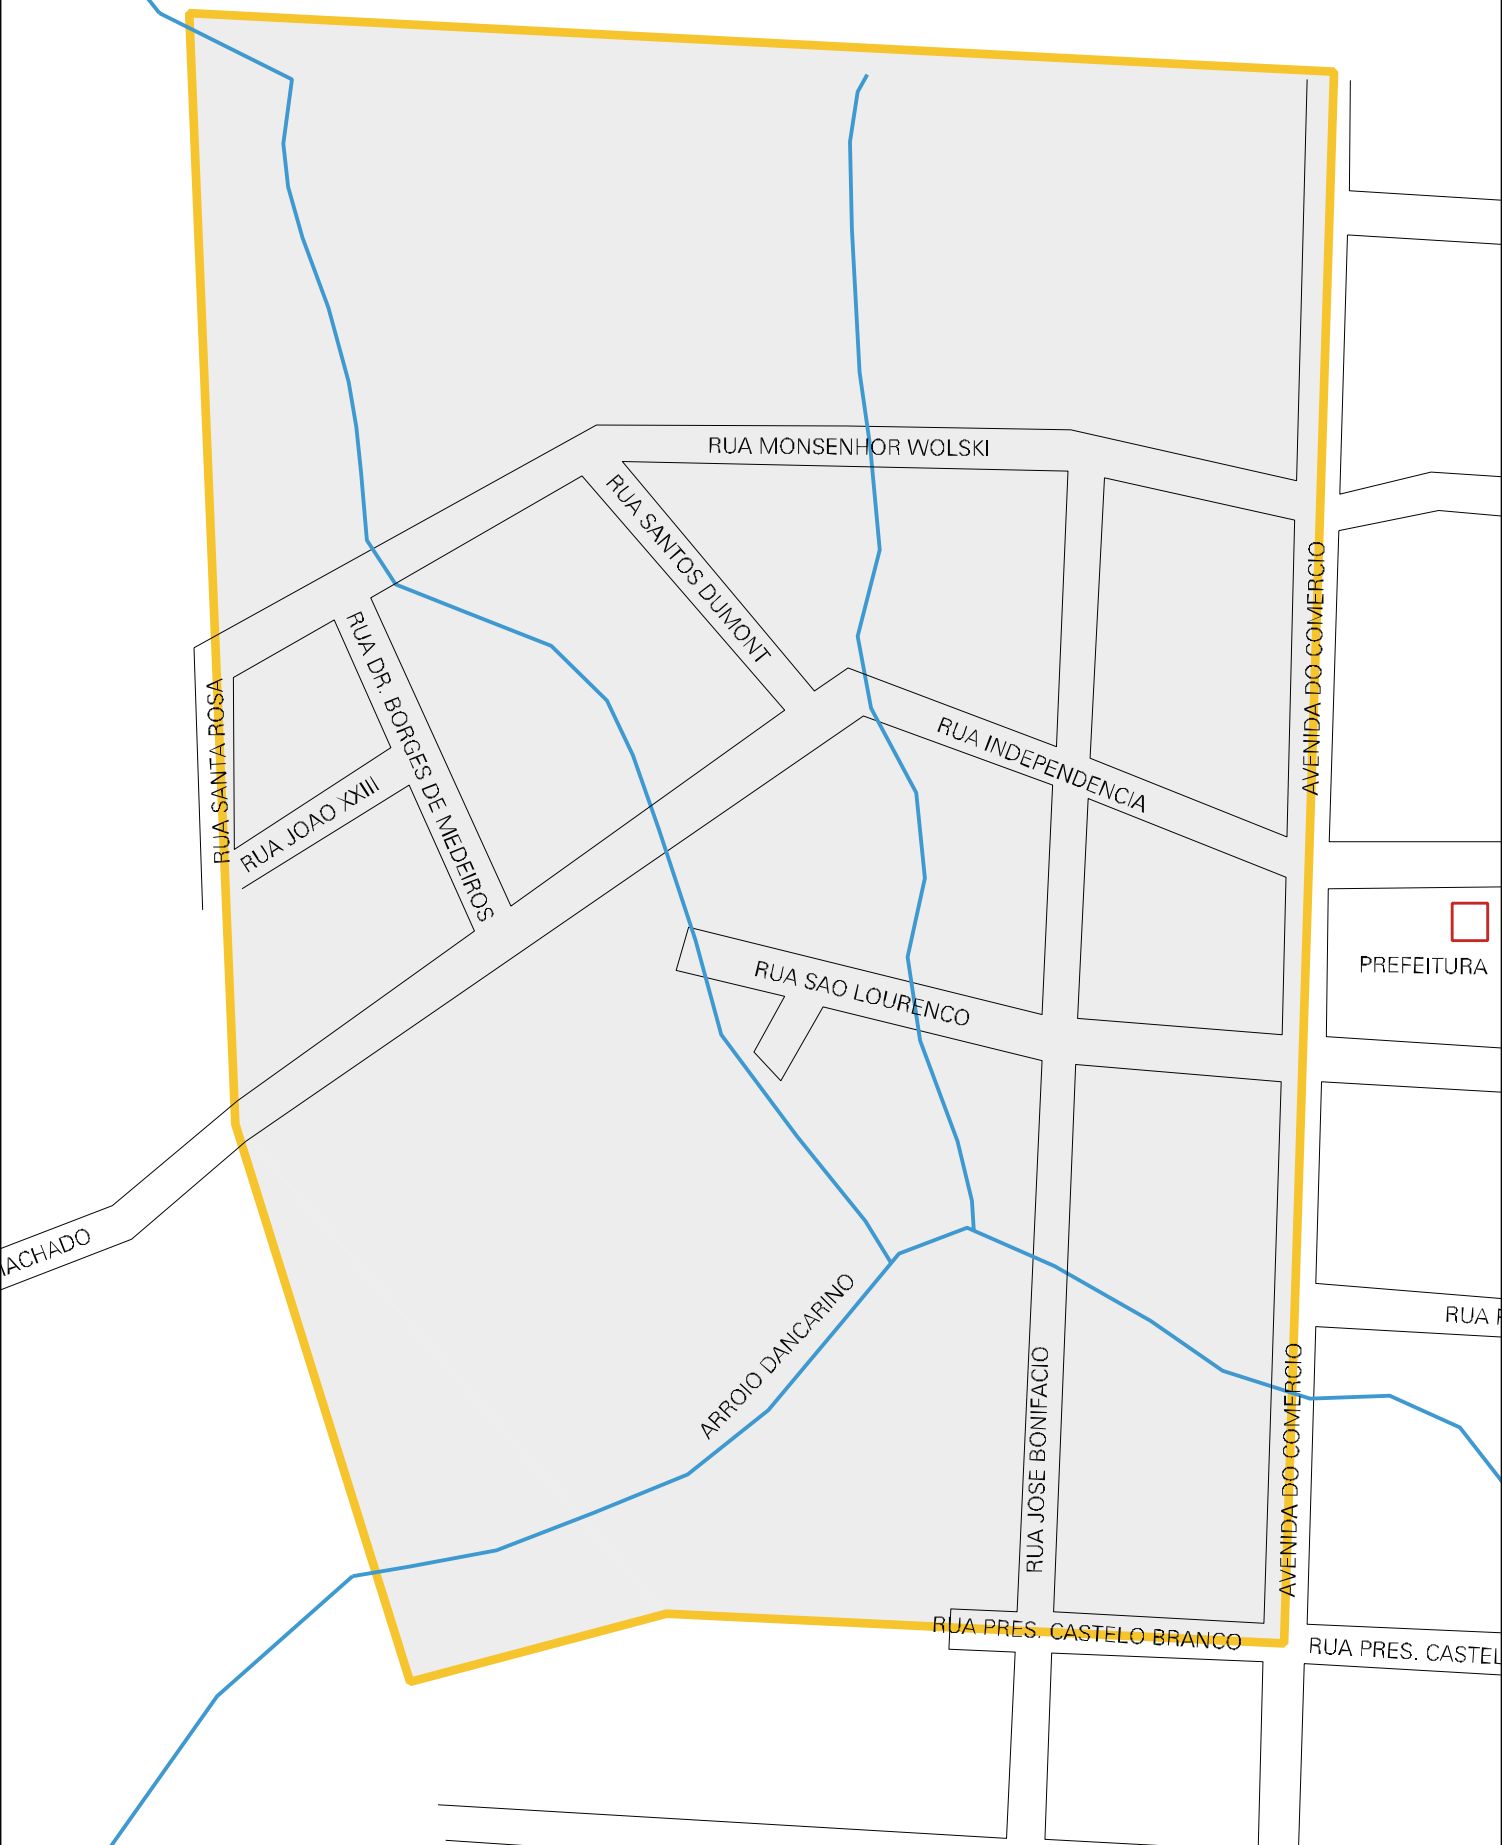 RUA MONSENHOR WOLSKI
RUA SANTOS DUMONT
AVENIDA DO COMERCIO
RUA DR. BORGES DE MEDEIROS
RUA SANTA ROSA
RUA INDEPENDENCIA
RUA JOAO XXIII
PREFEITURA
RUA SAO LOURENCO
ACHADO
RUA
ARROIO DANCARINO
RUA JOSE BONIFACIO
AVENIDA DO COMERCIO
RUA PRES. CASTELO BRANCO
RUA PRES. CASTEL